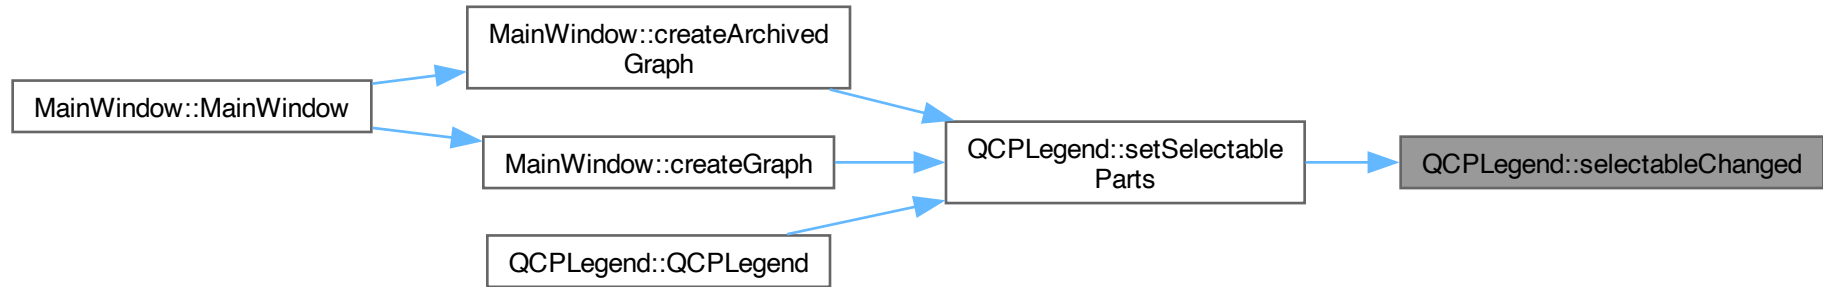 MainWindow::MainWindow
MainWindow::createArchived
Graph
MainWindow::createGraph
QCPLegend::QCPLegend
QCPLegend::setSelectable
Parts
QCPLegend::selectableChanged